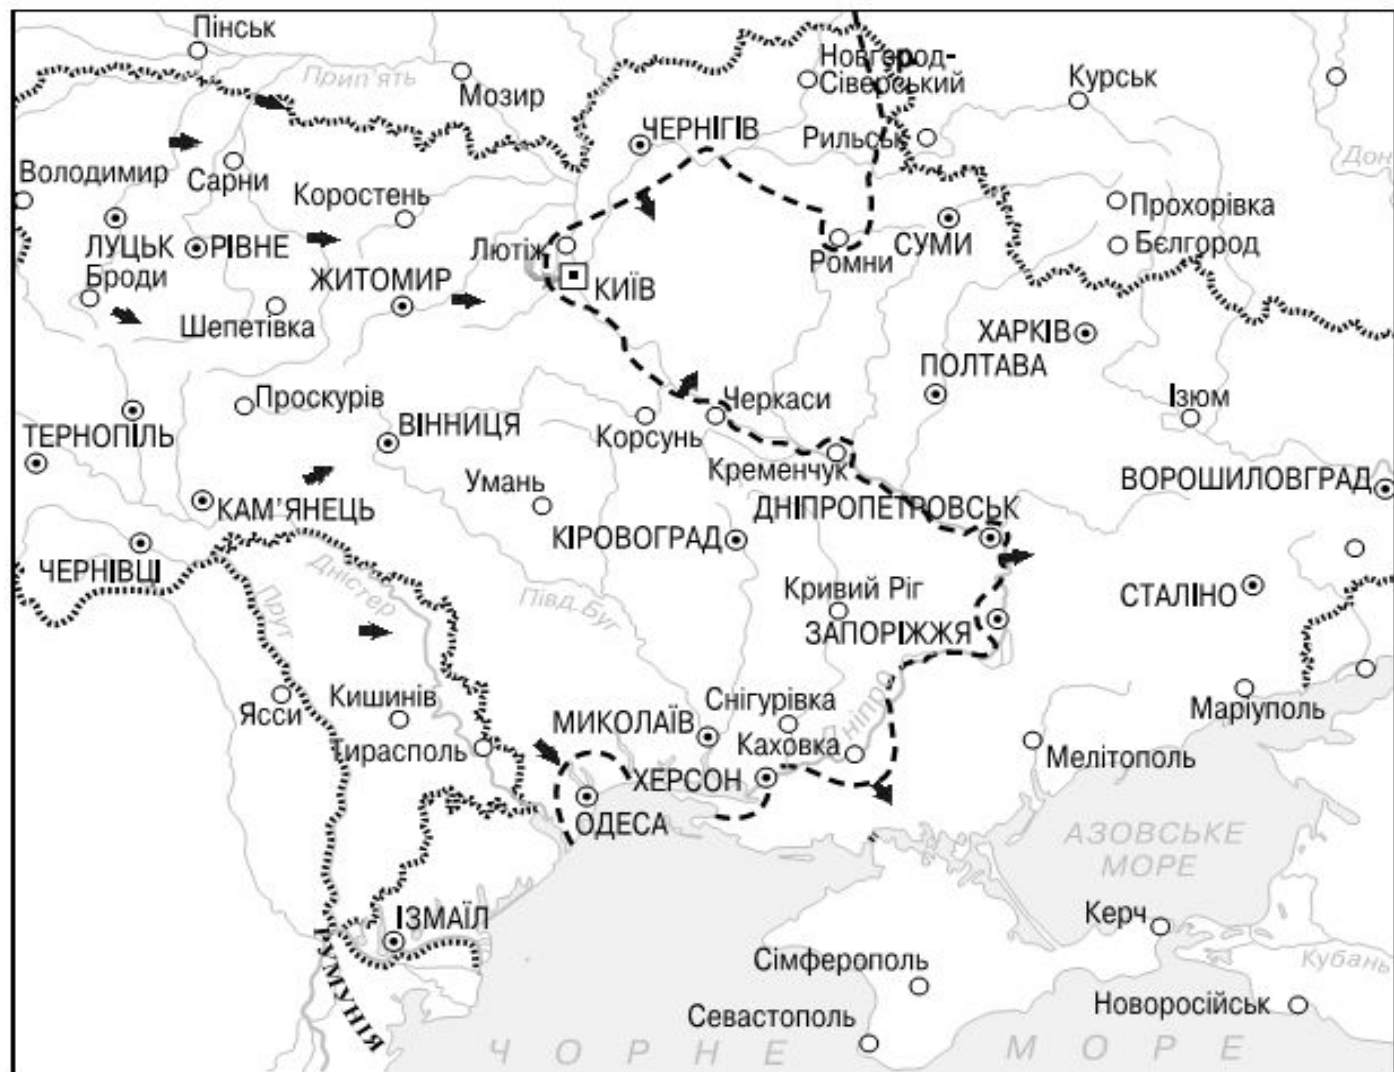 Пінськ
Прип'ять
Мозир
Новгород-
Сіверський
Курськ
ЧЕРНІГІВ
Рильськ
Дон
Володимир
Сарни
Коростень
Прохорівка
ЛУЦЬК
РІВНЕ
Лютіж
Ромни
СУМИ
Бєлгород
Броди
ЖИТОМИР
КИЇВ
Шепетівка
ХАРКІВ
ПОЛТАВА
Проскурів
Черкаси
Ізюм
ТЕРНОПІЛЬ
ВІННИЦЯ
Корсунь
Кременчук
Умань
ВОРОШИЛОВГРАД
КАМ'ЯНЕЦЬ
ДНІПРОПЕТРОВСЬК
КІРОВОГРАД
ЧЕРНІВЦІ
Дністер
Прут
Півд.Буг
Кривий Ріг
СТАЛІНО
ЗАПОРІЖЖЯ
Ясси
Кишинів
Снігурівка
Дніпро
Маріуполь
МИКОЛАЇВ
Тирасполь
Каховка
Мелітополь
ХЕРСОН
ОДЕСА
АЗОВСЬКЕ
МОРЕ
ІЗМАЇЛ
Керч
РУМУНІЯ
Сімферополь
Кубань
Севастополь
Новоросійськ
ЧОРНЕ МОРЕ